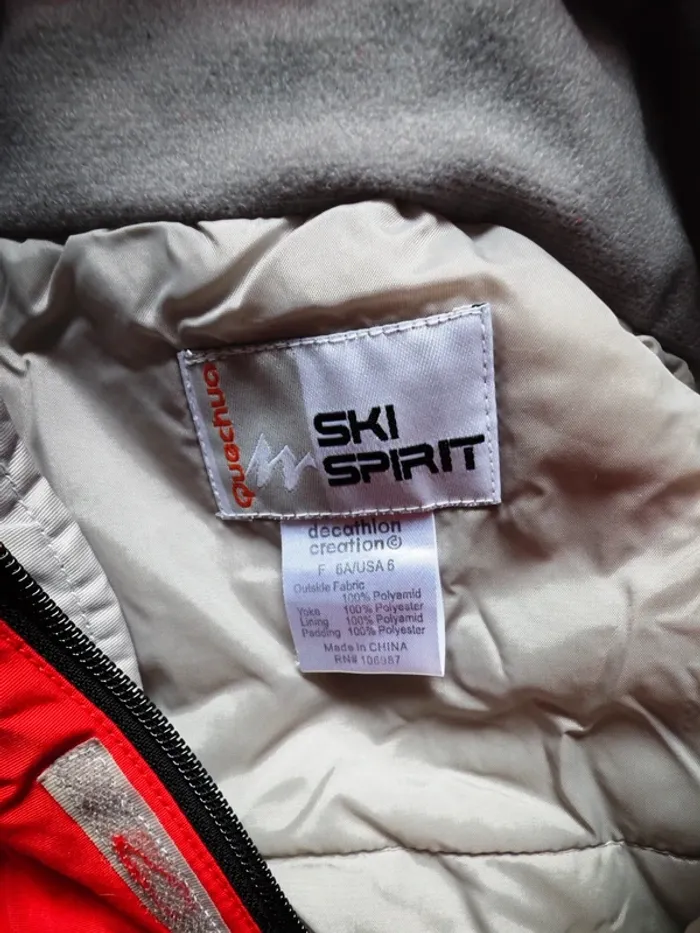 Quechua
SKI
SPIRIT
decathlon
creation©
F 6A/USA 6
Outside Fabric
100% Polyamid
Yoke 100% Polyester
Lining 100% Polyamid
Padding 100% Polyester
Made in CHINA
RN# 106987